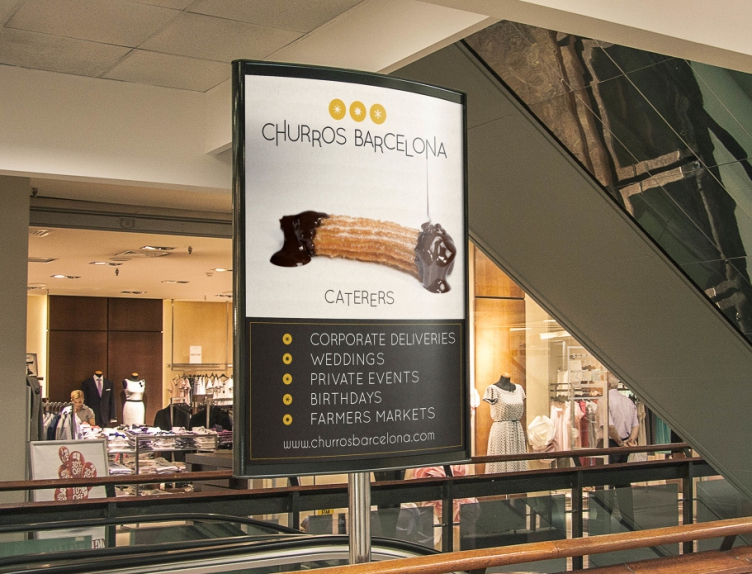 CHURROS BARCELONA
CATERERS
CORPORATE DELIVERIES
WEDDINGS
PRIVATE EVENTS
BIRTHDAYS
FARMERS MARKETS
www.churrosbarcelona.com